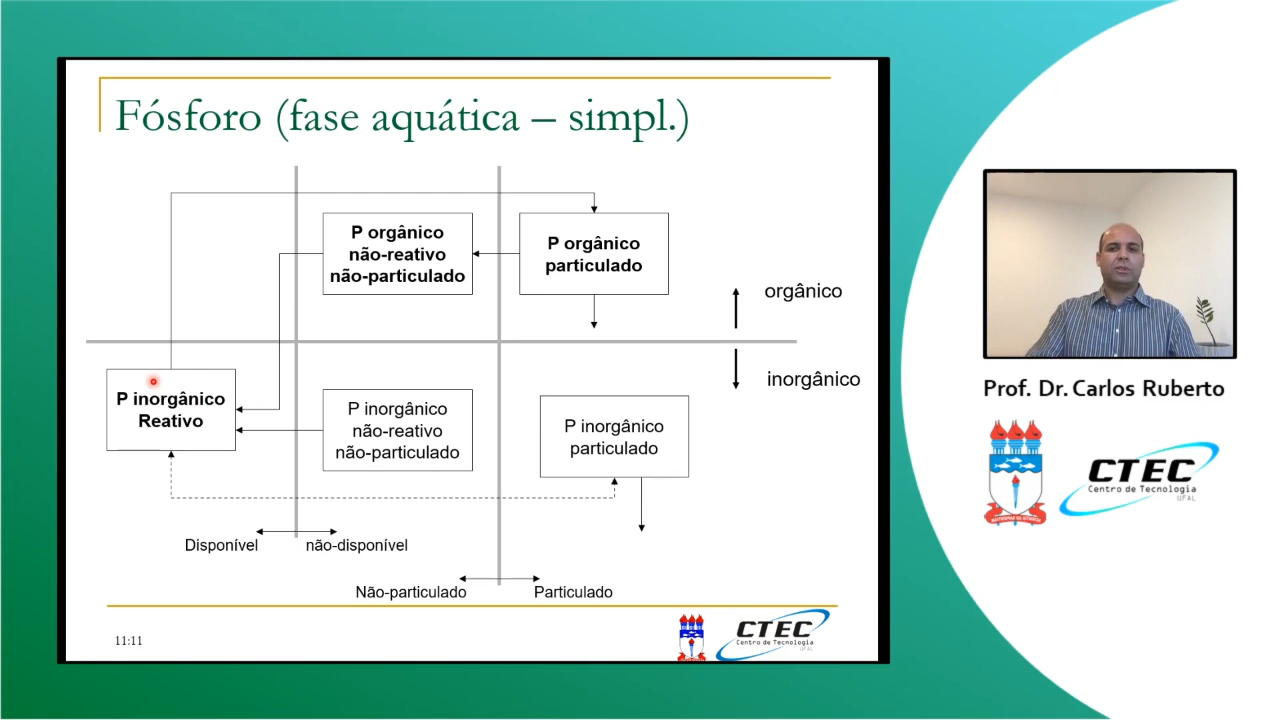 Fósforo (fase aquática – simpl.)
P orgânico
não-reativo
não-particulado
P orgânico
particulado
orgânico
inorgânico
P inorgânico
Reativo
P inorgânico
não-reativo
não-particulado
P inorgânico
particulado
Disponível
não-disponível
Não-particulado
Particulado
11:11
CTEC
Centro de Tecnologia
UFAL
Prof. Dr. Carlos Ruberto
CTEC
Centro de Tecnologia
UFAL